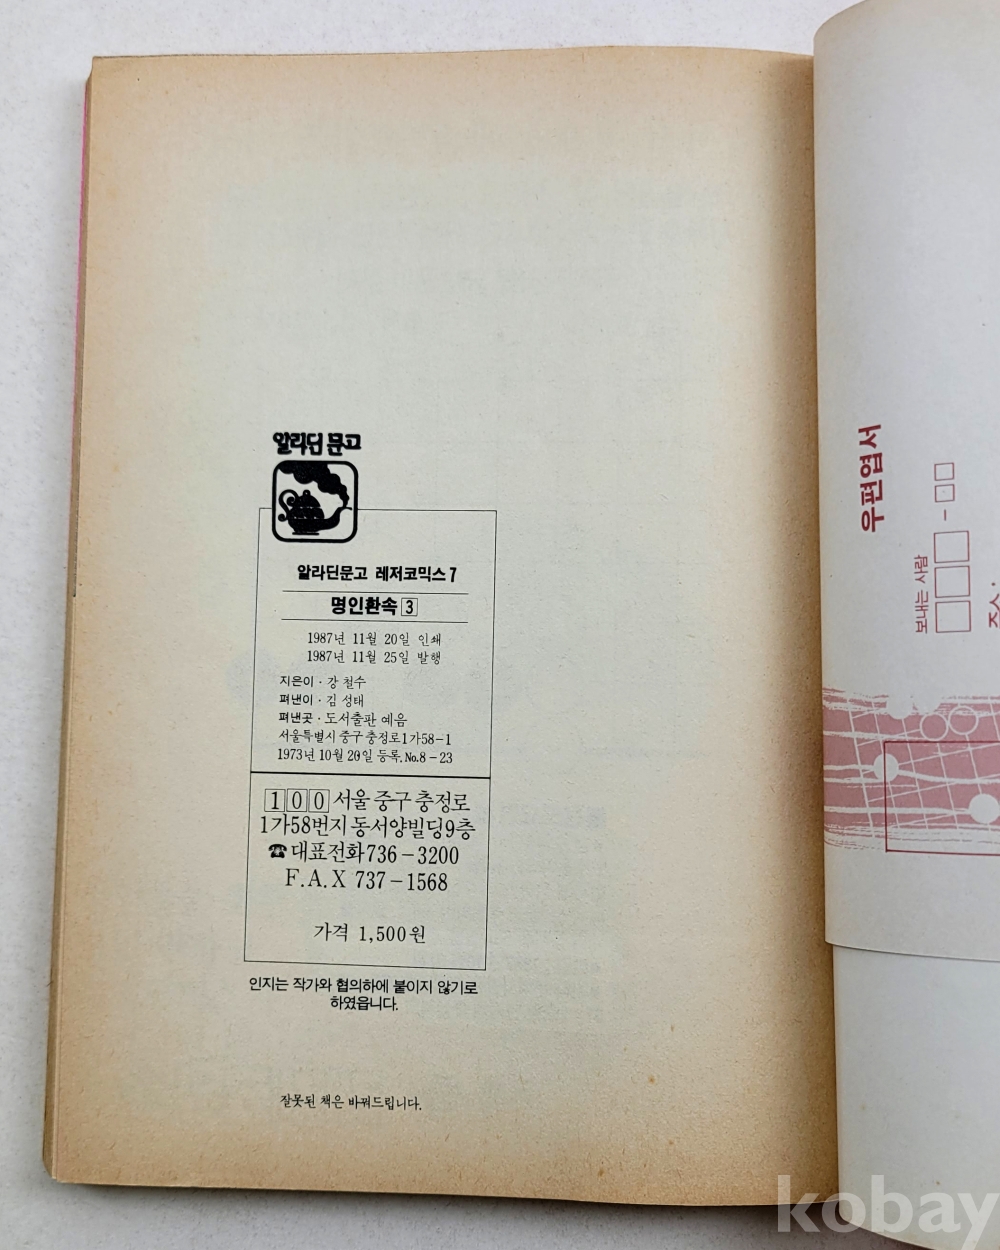 알라딘 문고
알라딘문고 레저코믹스 7
명인환속 3
1987년 11월 20일 인쇄
1987년 11월 25일 발행
지은이·강 철수
펴낸이·김 성태
펴낸곳·도서출판 예음
서울특별시 중구 충정로1가58-1
1973년 10월 20일 등록.No.8-23
100 서울 중구 충정로
1가58번지 동서양빌딩9층
☎대표전화 736-3200
F.A.X 737-1568
가격 1,500원
인지는 작가와 협의하에 붙이지 않기로
하였읍니다.
잘못된 책은 바꿔드립니다.
우편엽서
보내는 사람
kobay